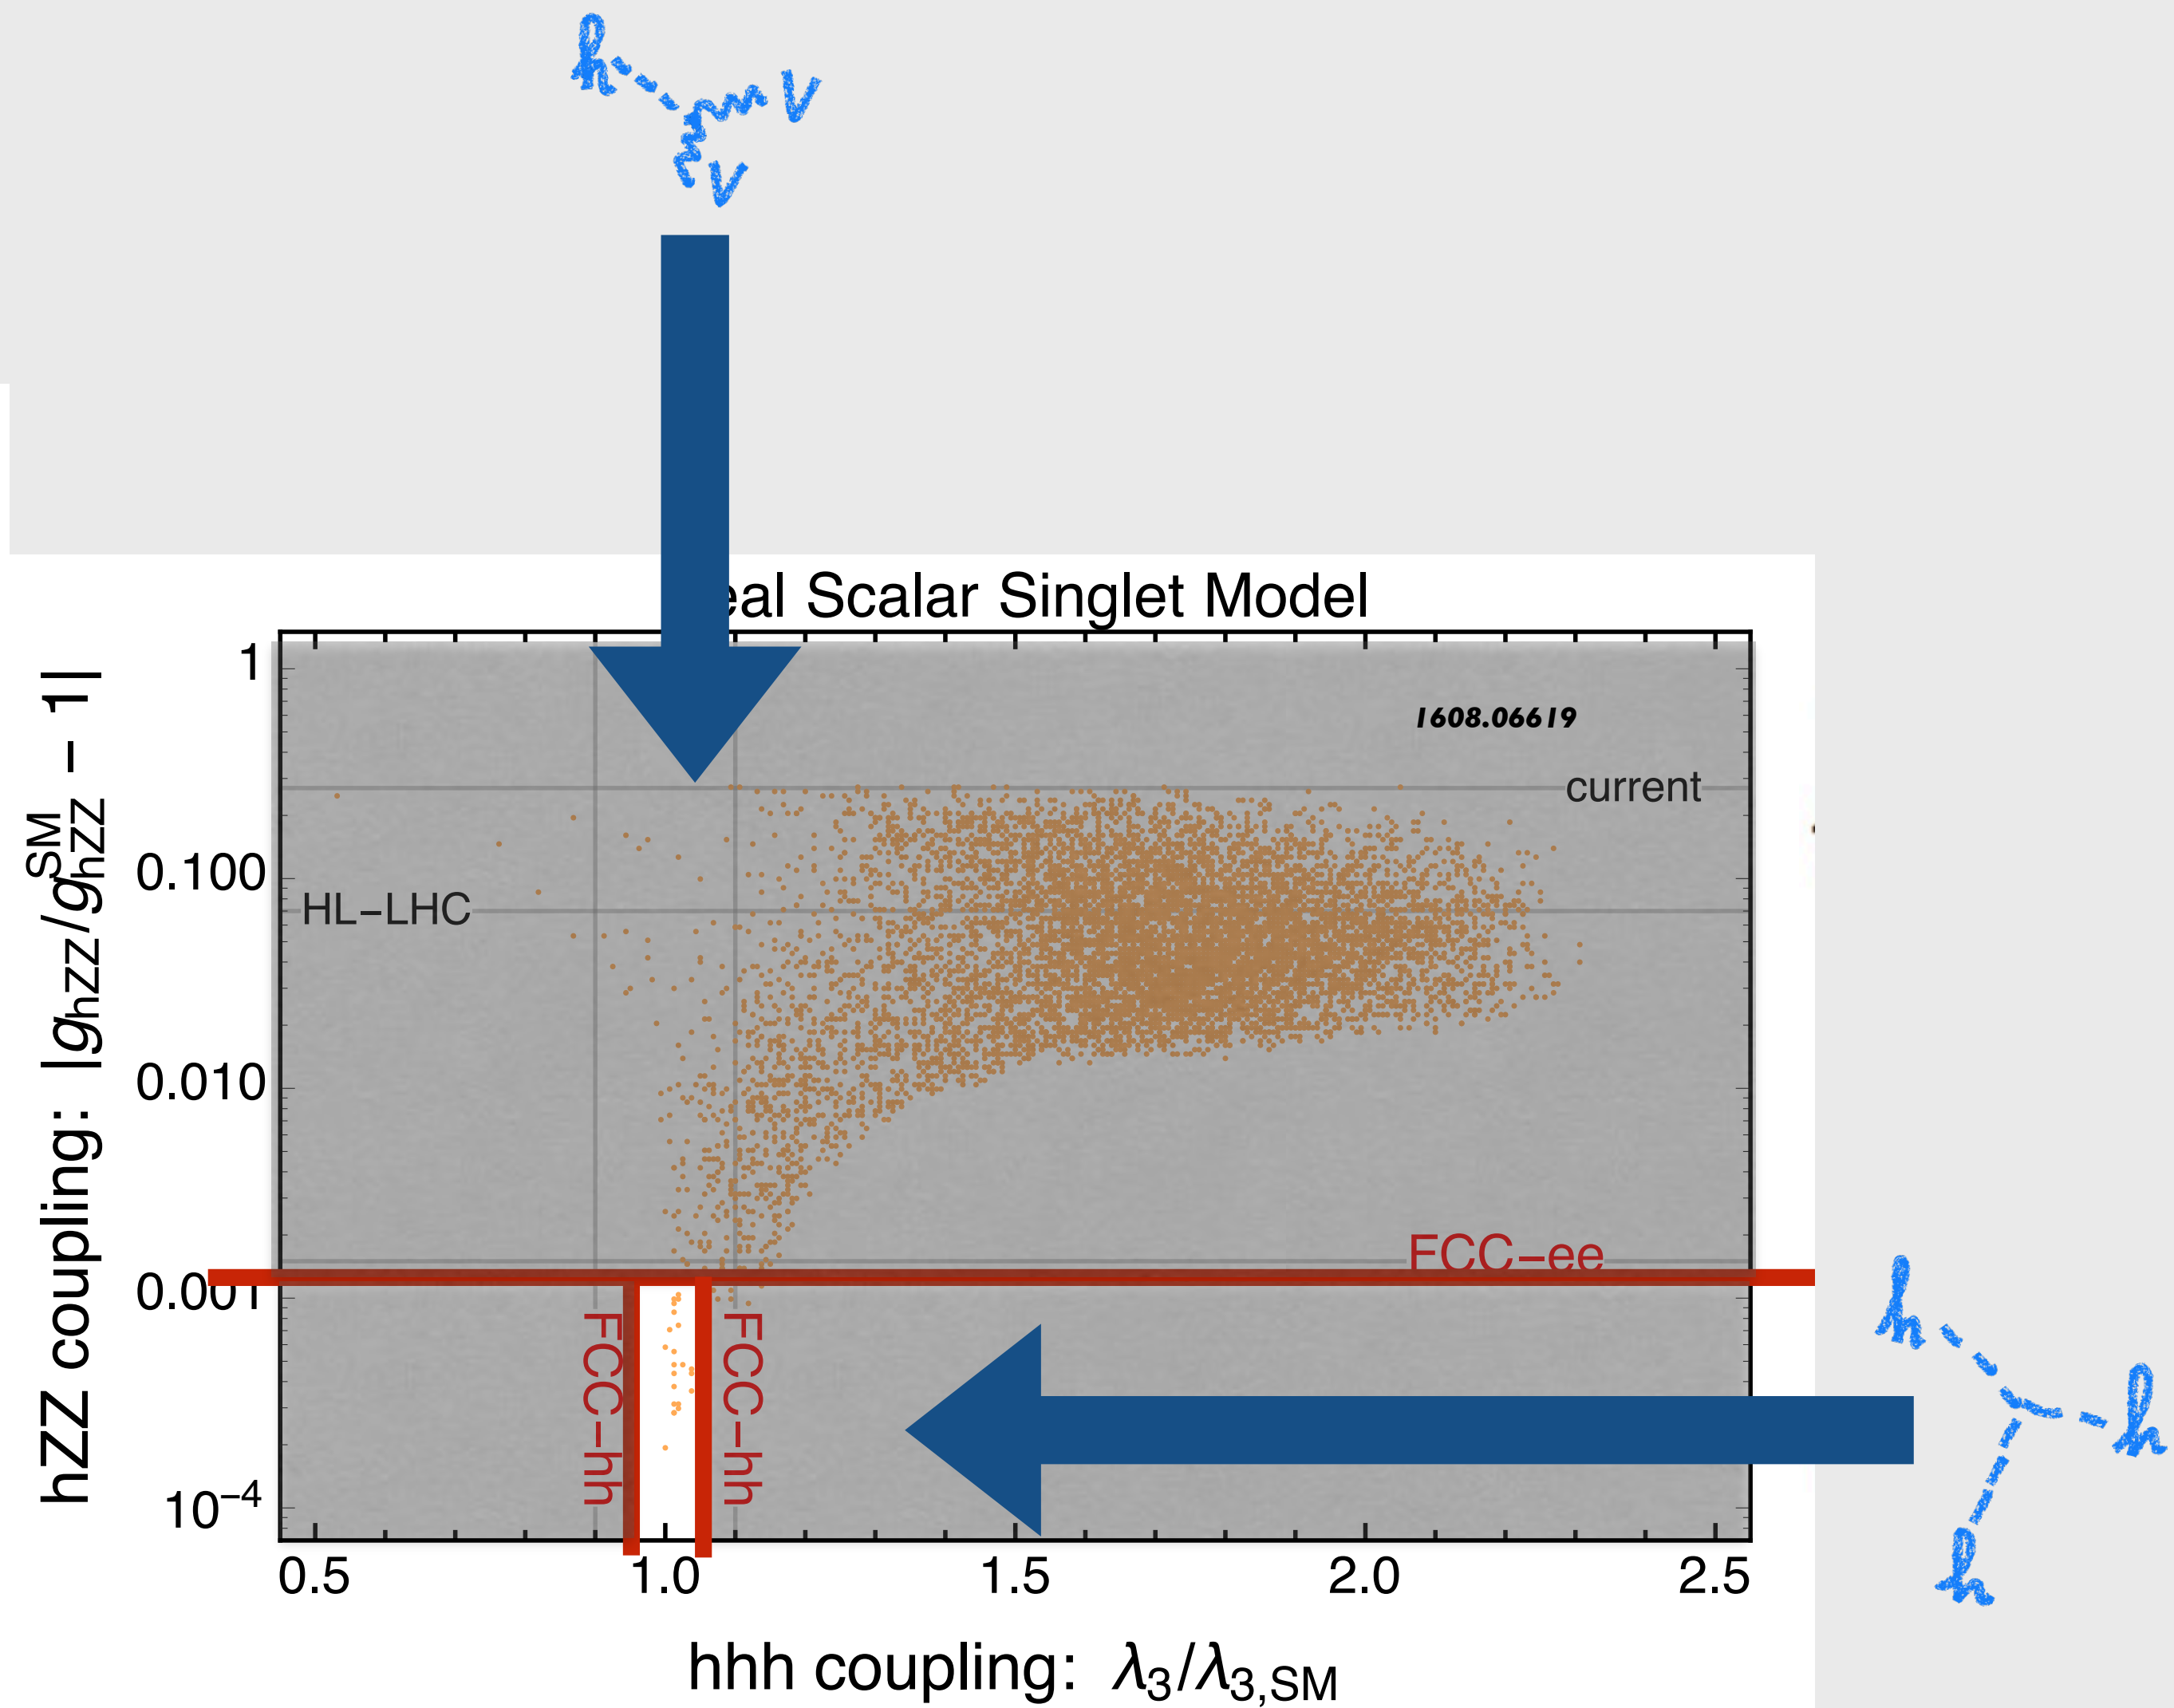 h
V
V
eal Scalar Singlet Model
1608.06619
current
HL-LHC
FCC-ee
FCC-hh
FCC-hh
1
0.100
0.010
0.001
10⁻⁴
hZZ coupling: |g_hZZ/g_hZZ^SM − 1|
0.5 1.0 1.5 2.0 2.5
hhh coupling: λ₃/λ₃,SM
h
h
h